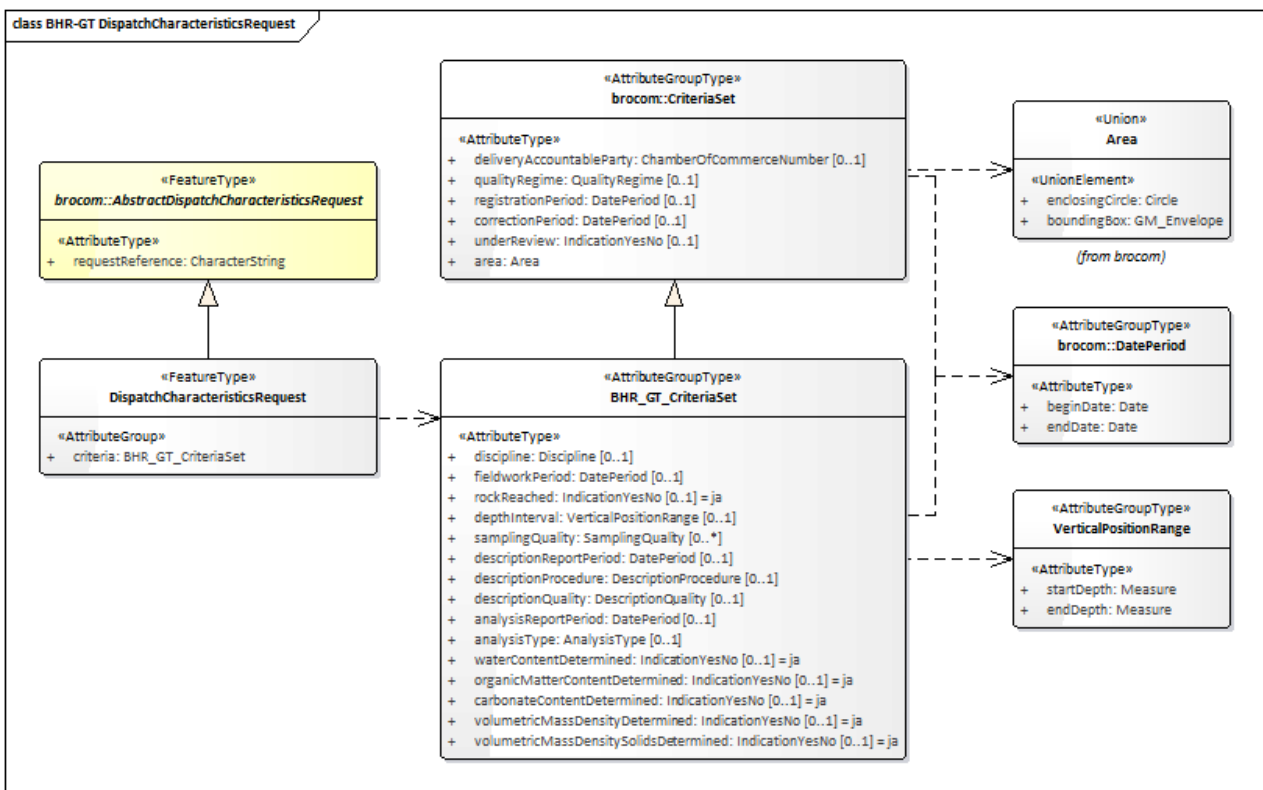 class BHR-GT DispatchCharacteristicsRequest
«FeatureType»
brocom::AbstractDispatchCharacteristicsRequest
«AttributeType»
+ requestReference: CharacterString
«FeatureType»
DispatchCharacteristicsRequest
«AttributeGroup»
+ criteria: BHR_GT_CriteriaSet
«AttributeGroupType»
brocom::CriteriaSet
«AttributeType»
+ deliveryAccountableParty: ChamberOfCommerceNumber [0..1]
+ qualityRegime: QualityRegime [0..1]
+ registrationPeriod: DatePeriod [0..1]
+ correctionPeriod: DatePeriod [0..1]
+ underReview: IndicationYesNo [0..1]
+ area: Area
«AttributeGroupType»
BHR_GT_CriteriaSet
«AttributeType»
+ discipline: Discipline [0..1]
+ fieldworkPeriod: DatePeriod [0..1]
+ rockReached: IndicationYesNo [0..1] = ja
+ depthInterval: VerticalPositionRange [0..1]
+ samplingQuality: SamplingQuality [0..*]
+ descriptionReportPeriod: DatePeriod [0..1]
+ descriptionProcedure: DescriptionProcedure [0..1]
+ descriptionQuality: DescriptionQuality [0..1]
+ analysisReportPeriod: DatePeriod [0..1]
+ analysisType: AnalysisType [0..1]
+ waterContentDetermined: IndicationYesNo [0..1] = ja
+ organicMatterContentDetermined: IndicationYesNo [0..1] = ja
+ carbonateContentDetermined: IndicationYesNo [0..1] = ja
+ volumetricMassDensityDetermined: IndicationYesNo [0..1] = ja
+ volumetricMassDensitySolidsDetermined: IndicationYesNo [0..1] = ja
«Union»
Area
«UnionElement»
+ enclosingCircle: Circle
+ boundingBox: GM_Envelope
(from brocom)
«AttributeGroupType»
brocom::DatePeriod
«AttributeType»
+ beginDate: Date
+ endDate: Date
«AttributeGroupType»
VerticalPositionRange
«AttributeType»
+ startDepth: Measure
+ endDepth: Measure